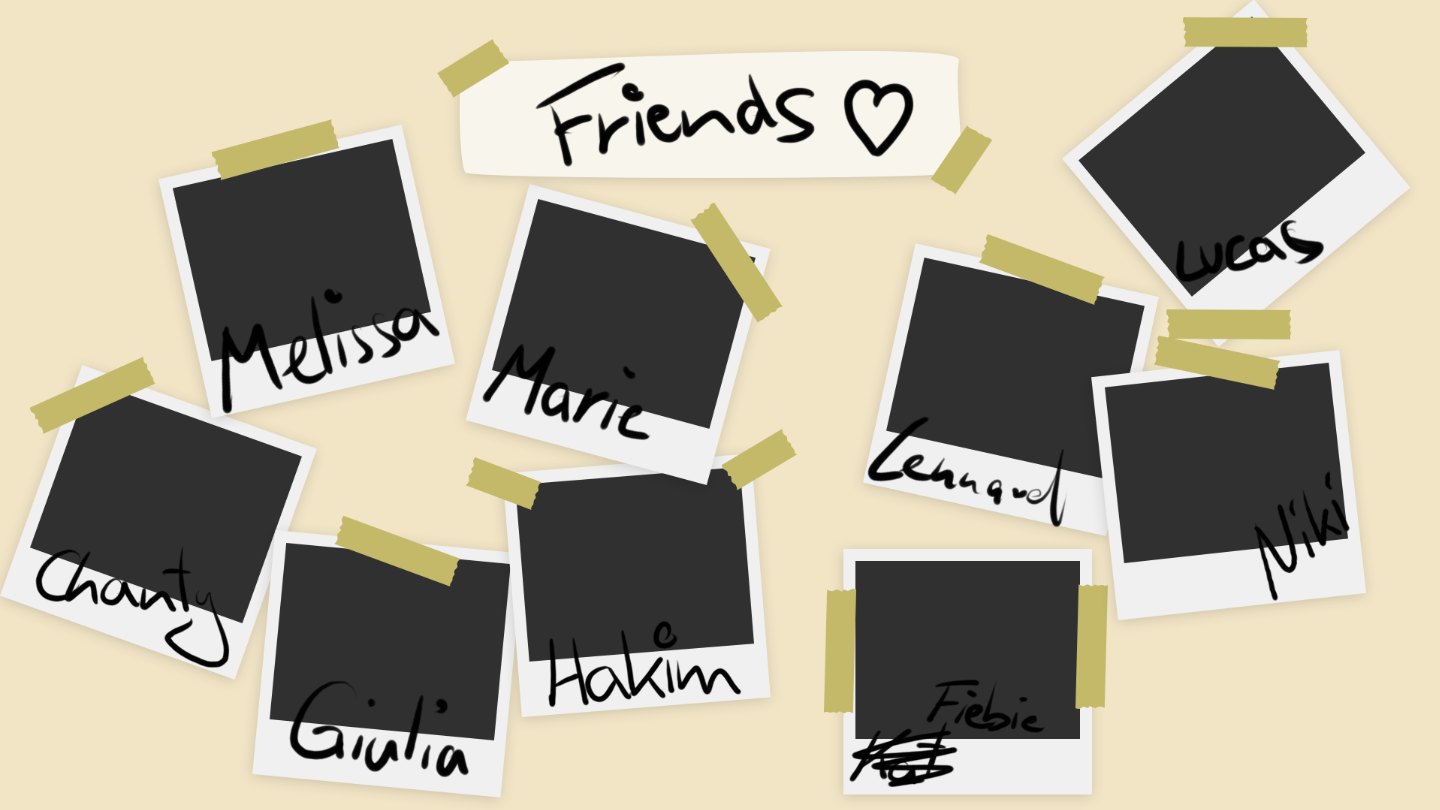 Friends ♡
Lucas
Melissa
Marie
Lennard
Niki
Chanty
Giulia
Hakim
Fiebie